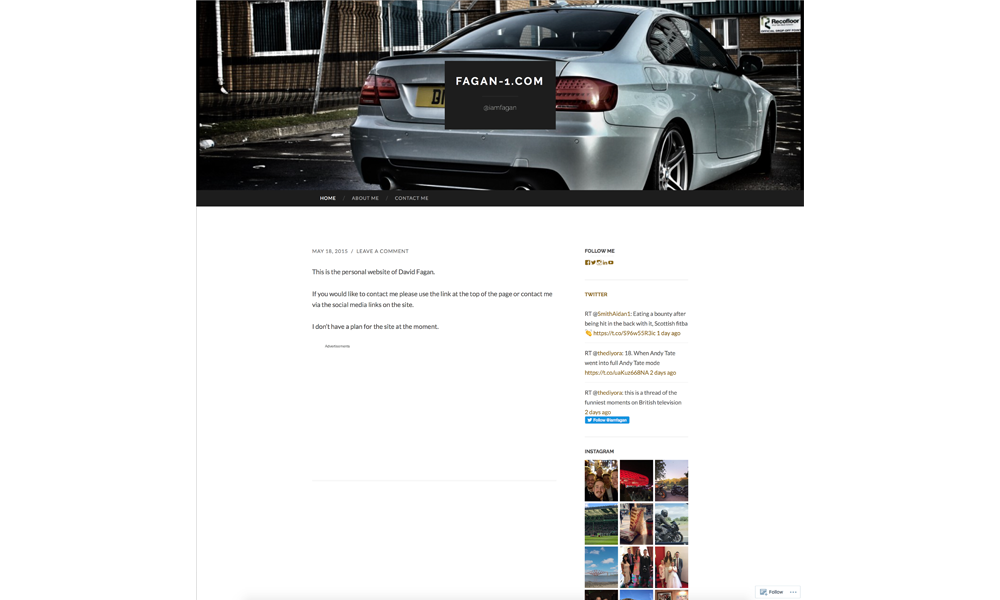 Recofloor
FAGAN-1.COM
@iamfagan
HOME / ABOUT ME / CONTACT ME
MAY 18, 2015 / LEAVE A COMMENT
This is the personal website of David Fagan.
If you would like to contact me please use the link at the top of the page or contact me
via the social media links on the site.
I don't have a plan for the site at the moment.
Advertisements
FOLLOW ME
TWITTER
RT @SmithAidan1: Eating a bounty after
being hit in the back with it, Scottish fitba
👏 https://t.co/S96w5SR3ic 1 day ago
RT @thediyora: 18. When Andy Tate
went into full Andy Tate mode
https://t.co/uaKuz668NA 2 days ago
RT @thediyora: this is a thread of the
funniest moments on British television
2 days ago
Follow @iamfagan
INSTAGRAM
Follow